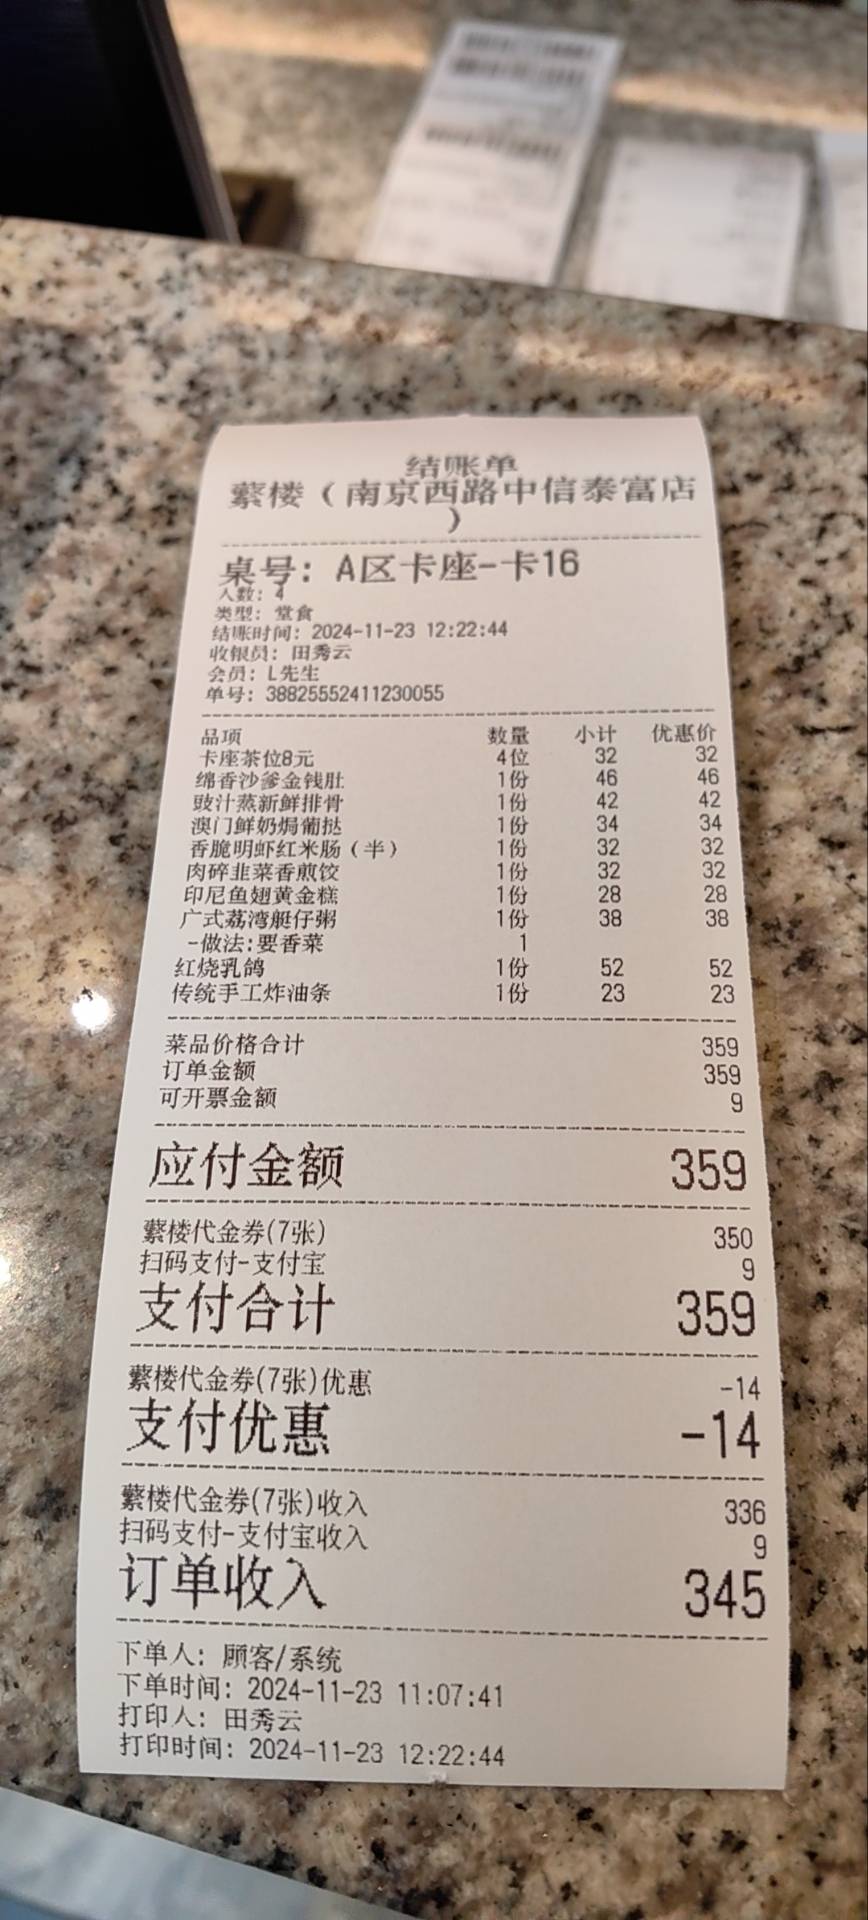 结账单
蘩楼（南京西路中信泰富店
）
桌号：A区卡座-卡16
人数：4
类型：堂食
结账时间：2024-11-23 12:22:44
收银员：田秀云
会员：L先生
单号：38825552411230055
品项 数量 小计 优惠价
卡座茶位8元 4位 32 32
绵香沙爹金钱肚 1份 46 46
豉汁蒸新鲜排骨 1份 42 42
澳门鲜奶焗葡挞 1份 34 34
香脆明虾红米肠（半） 1份 32 32
肉碎韭菜香煎饺 1份 32 32
印尼鱼翅黄金糕 1份 28 28
广式荔湾艇仔粥 1份 38 38
-做法:要香菜 1
红烧乳鸽 1份 52 52
传统手工炸油条 1份 23 23
菜品价格合计 359
订单金额 359
可开票金额 9
应付金额 359
蘩楼代金券(7张) 350
扫码支付-支付宝 9
支付合计 359
蘩楼代金券(7张)优惠 -14
支付优惠 -14
蘩楼代金券(7张)收入 336
扫码支付-支付宝收入 9
订单收入 345
下单人：顾客/系统
下单时间：2024-11-23 11:07:41
打印人：田秀云
打印时间：2024-11-23 12:22:44